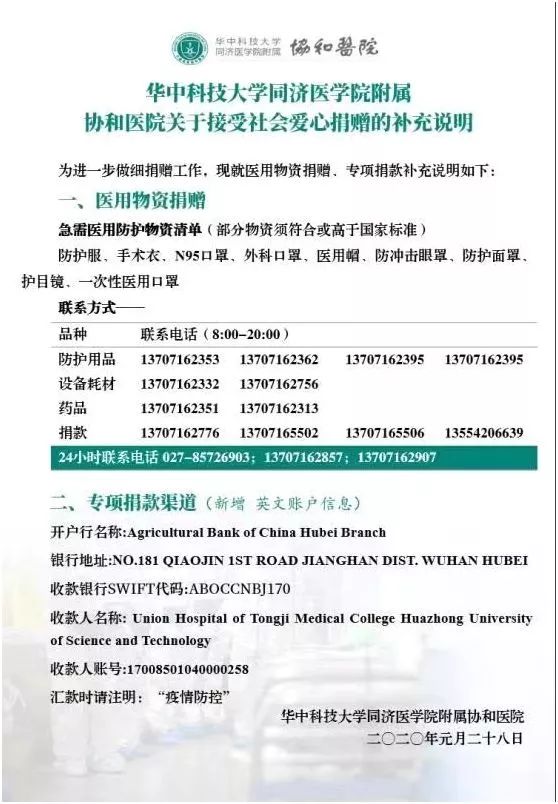 华中科技大学
同济医学院附属
協和醫院
华中科技大学同济医学院附属
协和医院关于接受社会爱心捐赠的补充说明
为进一步做细捐赠工作，现就医用物资捐赠、专项捐款补充说明如下：
一、医用物资捐赠
急需医用防护物资清单（部分物资须符合或高于国家标准）
防护服、手术衣、N95口罩、外科口罩、医用帽、防冲击眼罩、防护面罩、
护目镜、一次性医用口罩
联系方式——
品种 联系电话（8:00-20:00）
防护用品 13707162353 13707162362 13707162395 13707162395
设备耗材 13707162332 13707162756
药品 13707162351 13707162313
捐款 13707162776 13707165502 13707165506 13554206639
24小时联系电话 027-85726903；13707162857；13707162907
二、专项捐款渠道（新增 英文账户信息）
开户行名称:Agricultural Bank of China Hubei Branch
银行地址:NO.181 QIAOJIN 1ST ROAD JIANGHAN DIST. WUHAN HUBEI
收款银行SWIFT代码:ABOCCNBJ170
收款人名称: Union Hospital of Tongji Medical College Huazhong University
of Science and Technology
收款人账号:17008501040000258
汇款时请注明：“疫情防控”
华中科技大学同济医学院附属协和医院
二〇二〇年元月二十八日